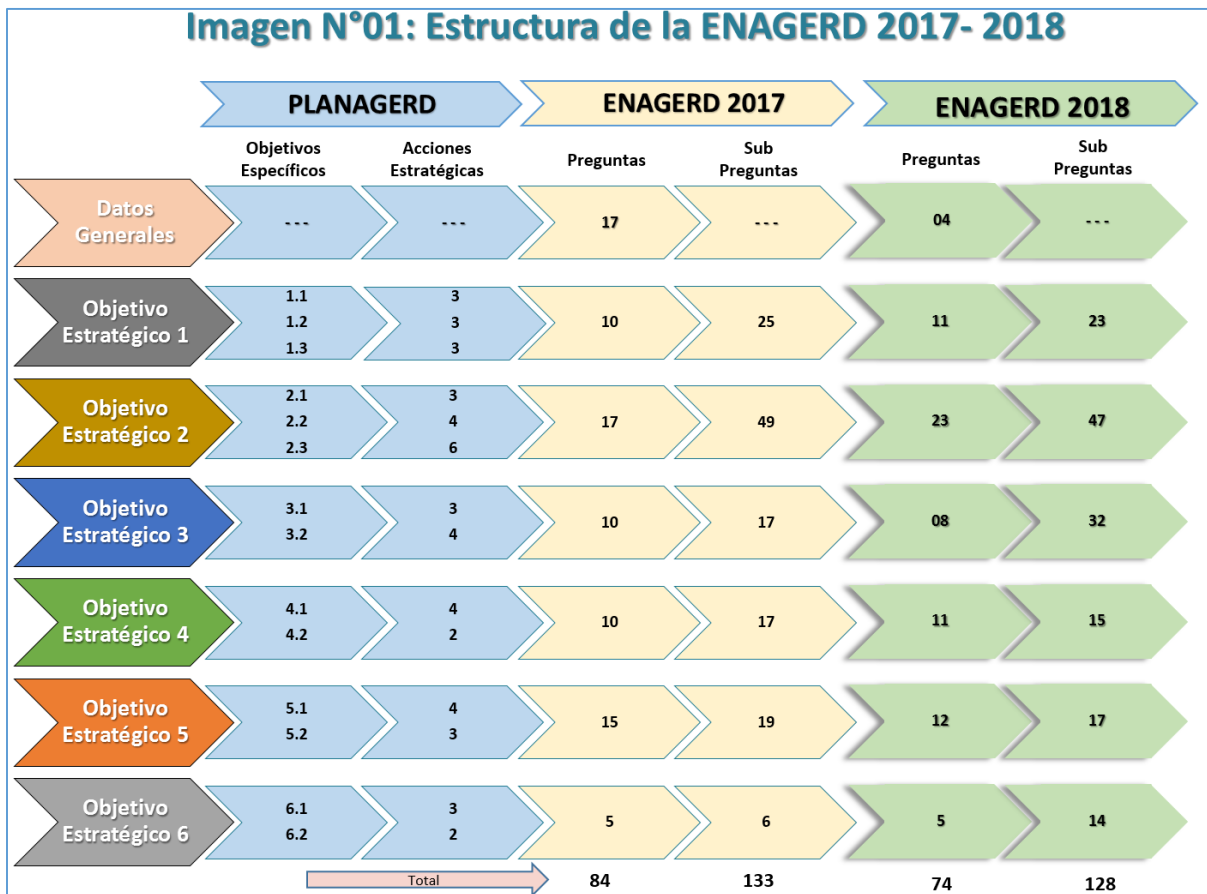 Imagen N°01: Estructura de la ENAGERD 2017- 2018
PLANAGERD
ENAGERD 2017
ENAGERD 2018
Objetivos
Específicos
Acciones
Estratégicas
Preguntas
Sub
Preguntas
Preguntas
Sub
Preguntas
Datos
Generales
- - -
- - -
17
- - -
04
- - -
Objetivo
Estratégico 1
1.1
1.2
1.3
3
3
3
10
25
11
23
Objetivo
Estratégico 2
2.1
2.2
2.3
3
4
6
17
49
23
47
Objetivo
Estratégico 3
3.1
3.2
3
4
10
17
08
32
Objetivo
Estratégico 4
4.1
4.2
4
2
10
17
11
15
Objetivo
Estratégico 5
5.1
5.2
4
3
15
19
12
17
Objetivo
Estratégico 6
6.1
6.2
3
2
5
6
5
14
Total
84
133
74
128